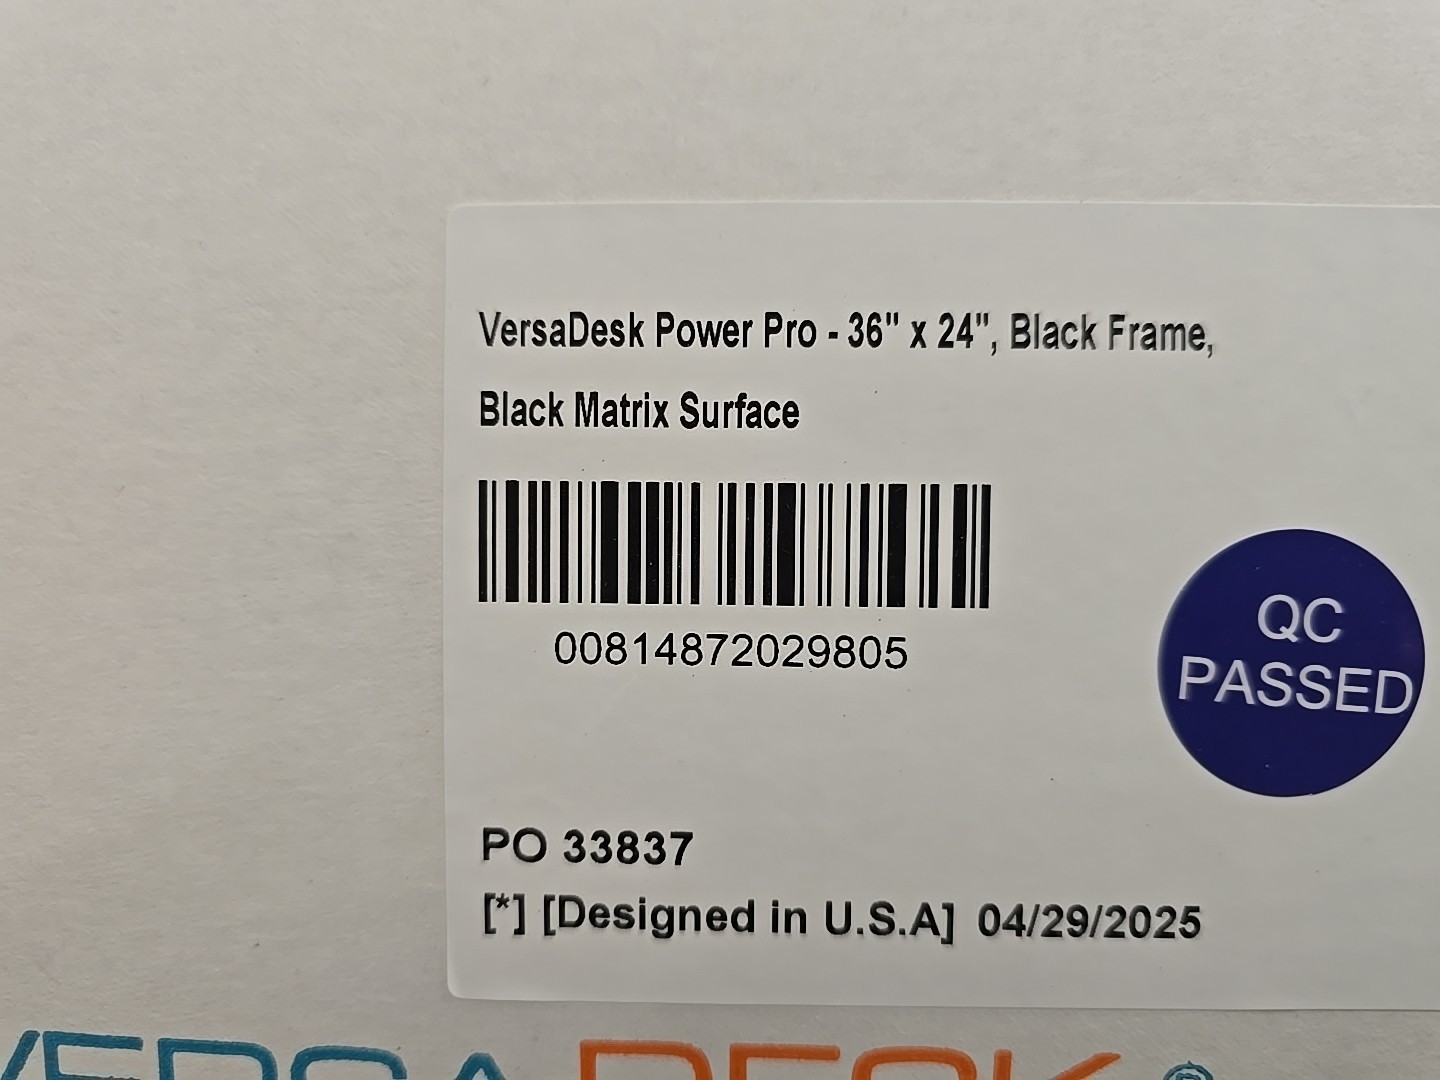 VersaDesk Power Pro - 36" x 24", Black Frame,
Black Matrix Surface
00814872029805
QC
PASSED
PO 33837
[*] [Designed in U.S.A] 04/29/2025
VERSADESK®